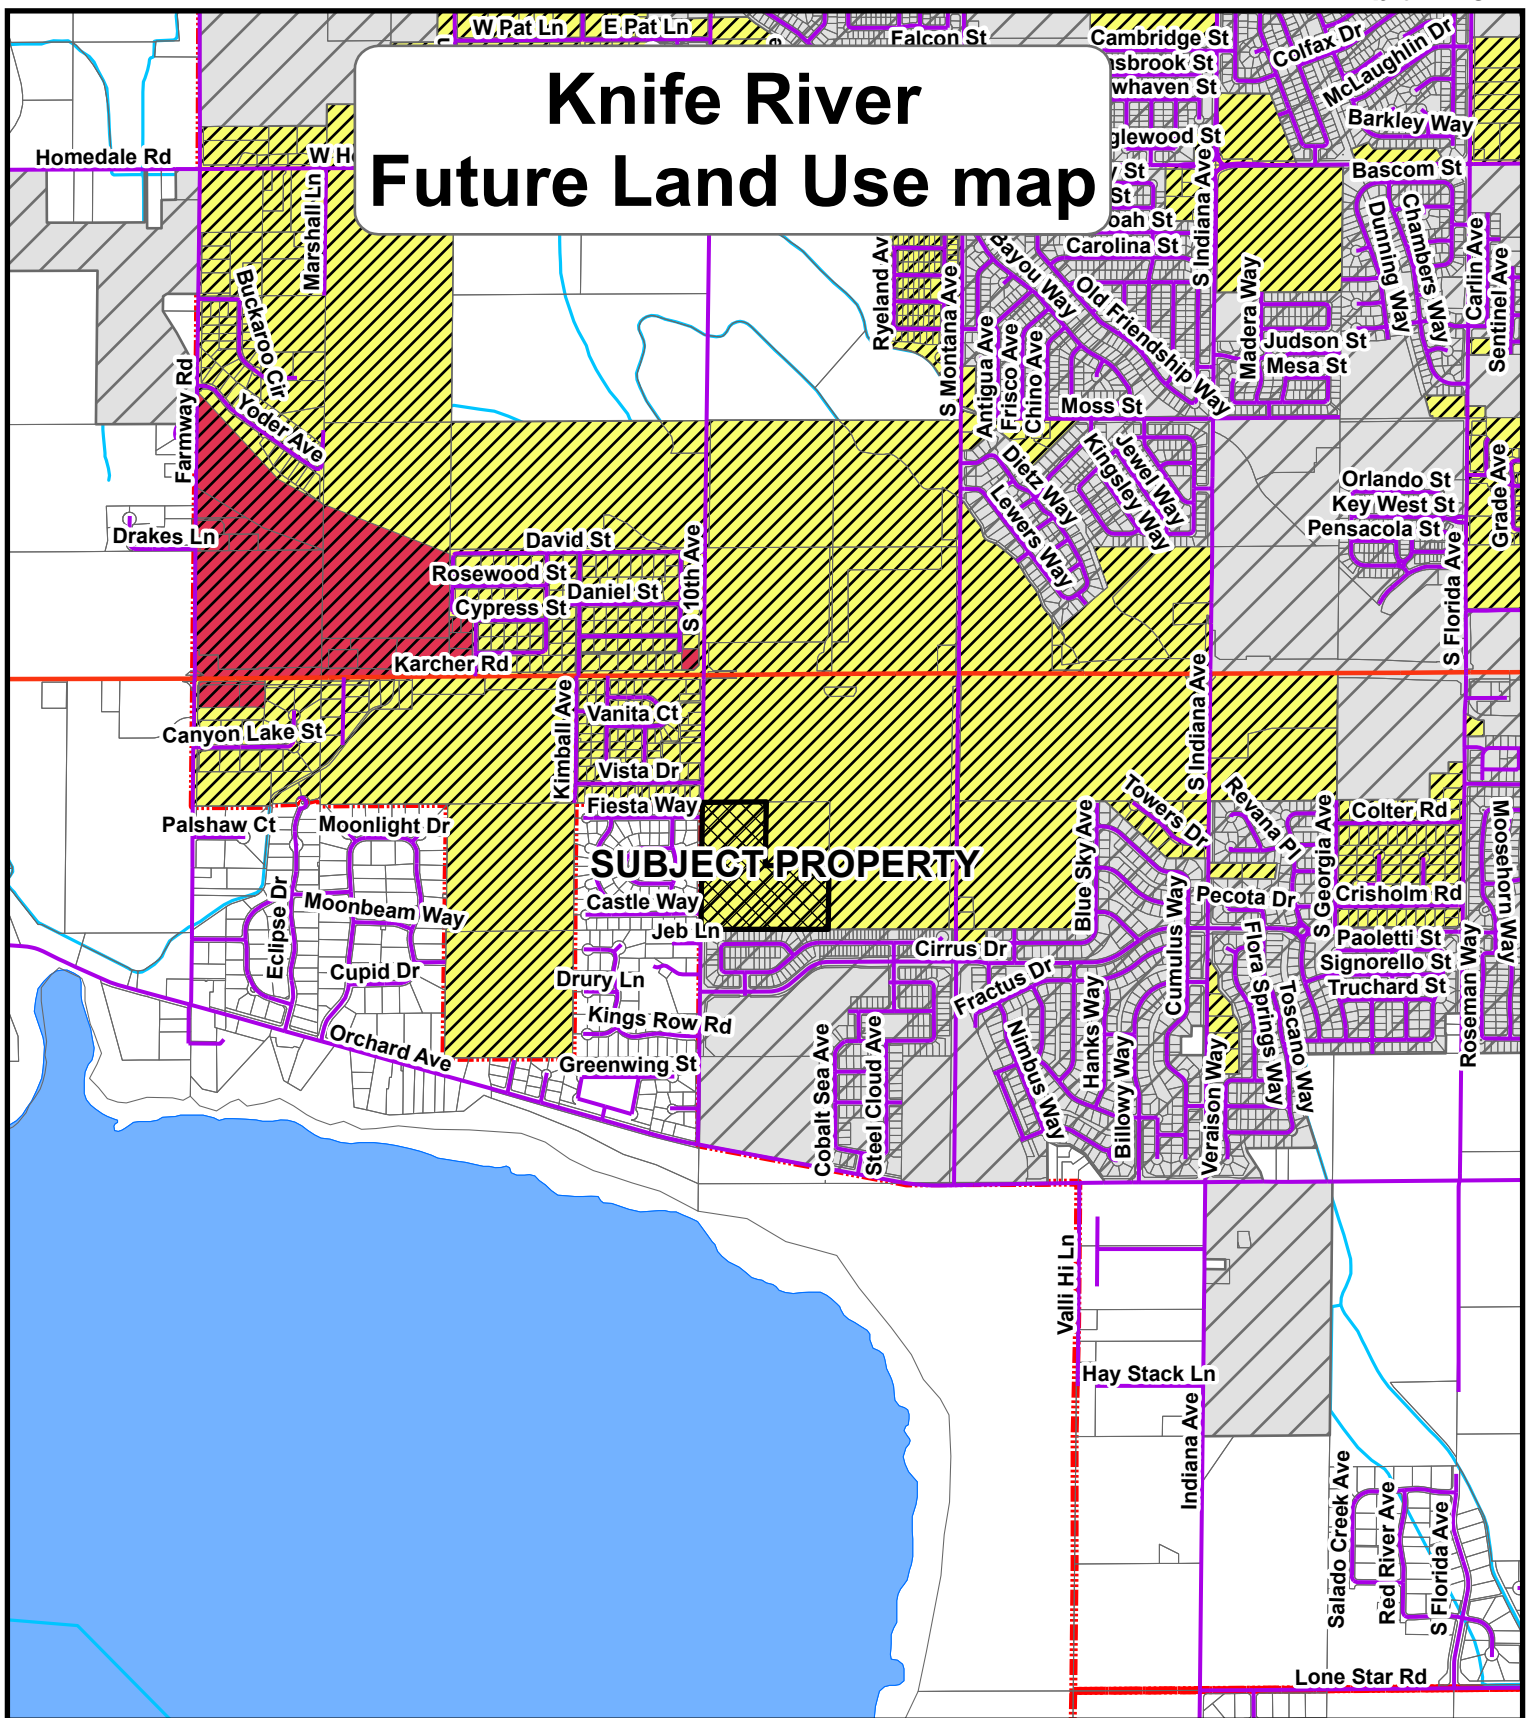 W Pat Ln
E Pat Ln
Falcon St
Cambridge St
Colfax Dr
McLaughlin Dr
Knife River
Future Land Use map
Barkley Way
Homedale Rd
Marshall Ln
Bascom St
S Indiana Ave
Carolina St
Dunning Way
Chambers Way
Carlin Ave
Sentinel Ave
Buckaroo Cir
Ryeland Av
S Montana Ave
Bayou Way
Old Friendship Way
Madera Way
Judson St
Mesa St
Antigua Ave
Frisco Ave
Chino Ave
Moss St
Farmway Rd
Yoder Ave
Dietz Way
Lewers Way
Kingsley Way
Jewel Way
Orlando St
Key West St
Pensacola St
Grade Ave
Drakes Ln
David St
Rosewood St
Daniel St
Cypress St
S 10th Ave
S Florida Ave
Karcher Rd
Kimball Ave
Vanita Ct
Canyon Lake St
Vista Dr
S Indiana Ave
Fiesta Way
Palshaw Ct
Moonlight Dr
Towers Dr
Revana Pl
Colter Rd
SUBJECT PROPERTY
Blue Sky Ave
S Georgia Ave
Moosehorn Way
Eclipse Dr
Moonbeam Way
Castle Way
Jeb Ln
Cumulus Way
Pecota Dr
Crisholm Rd
Cirrus Dr
Paoletti St
Signorello St
Truchard St
Cupid Dr
Drury Ln
Fractus Dr
Flora Springs Way
Toscano Way
Roseman Way
Kings Row Rd
Orchard Ave
Greenwing St
Cobalt Sea Ave
Steel Cloud Ave
Nimbus Way
Hanks Way
Billowy Way
Veraison Way
Valli Hi Ln
Hay Stack Ln
Indiana Ave
Salado Creek Ave
Red River Ave
S Florida Ave
Lone Star Rd